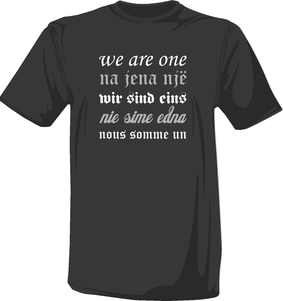 we are one
na jena një
wir sind eins
nie sime edna
nous somme un